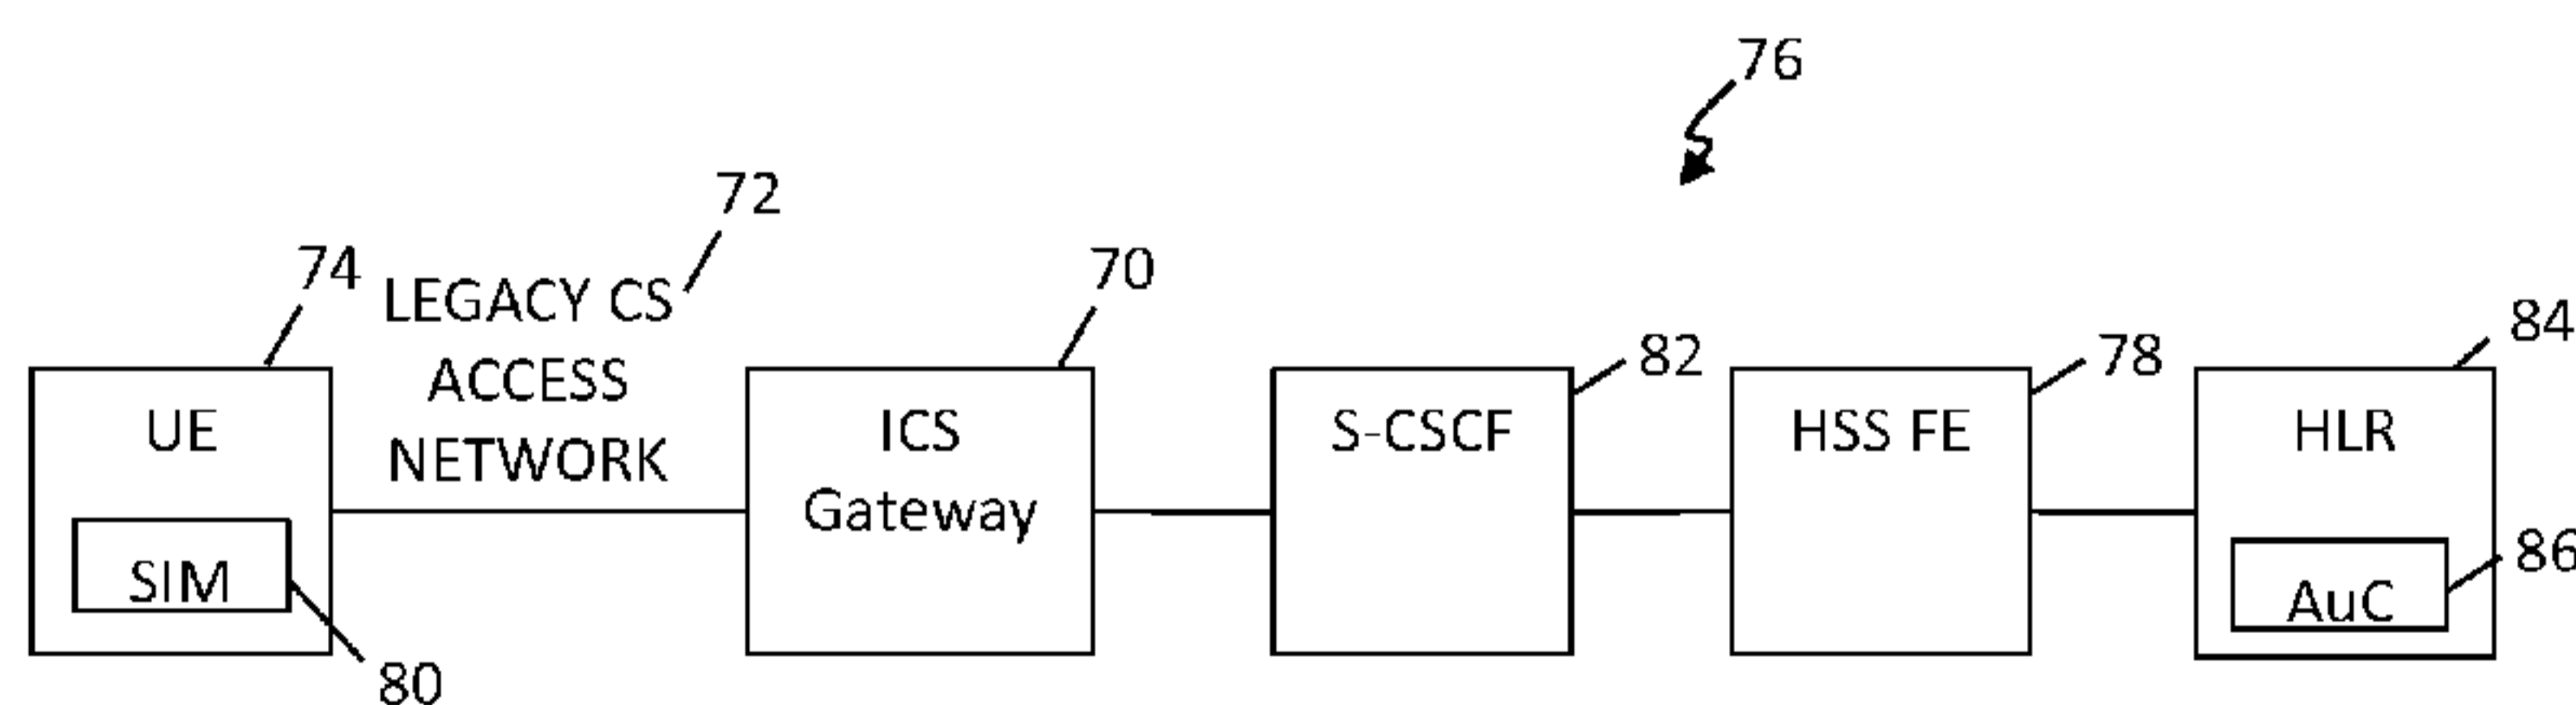 76
72
74
LEGACY CS
ACCESS
NETWORK
70
82
78
84
UE
SIM
80
ICS
Gateway
S-CSCF
HSS FE
HLR
AuC
86